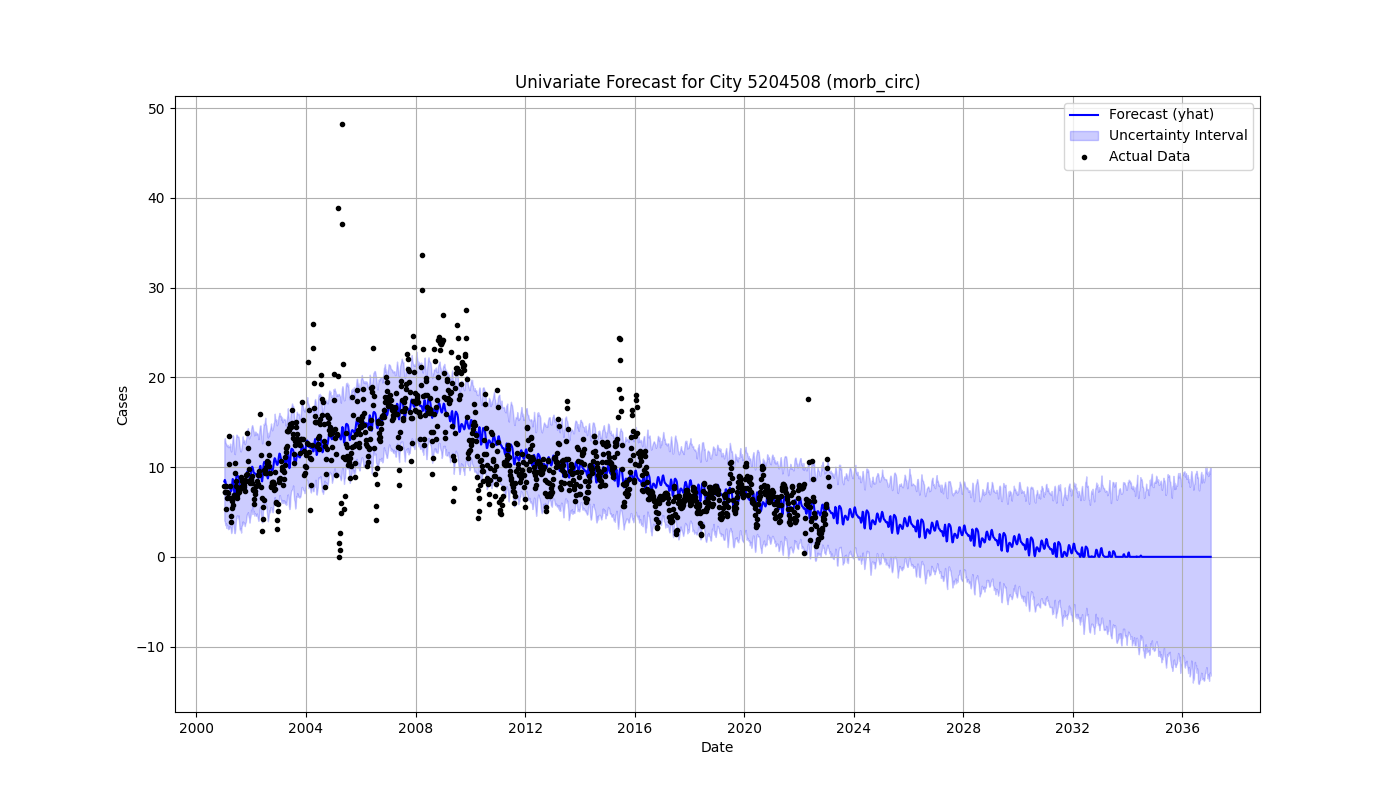 Univariate Forecast for City 5204508 (morb_circ)
Forecast (yhat)
Uncertainty Interval
Actual Data
Cases
50
40
30
20
10
0
−10
2000
2004
2008
2012
2016
2020
2024
2028
2032
2036
Date